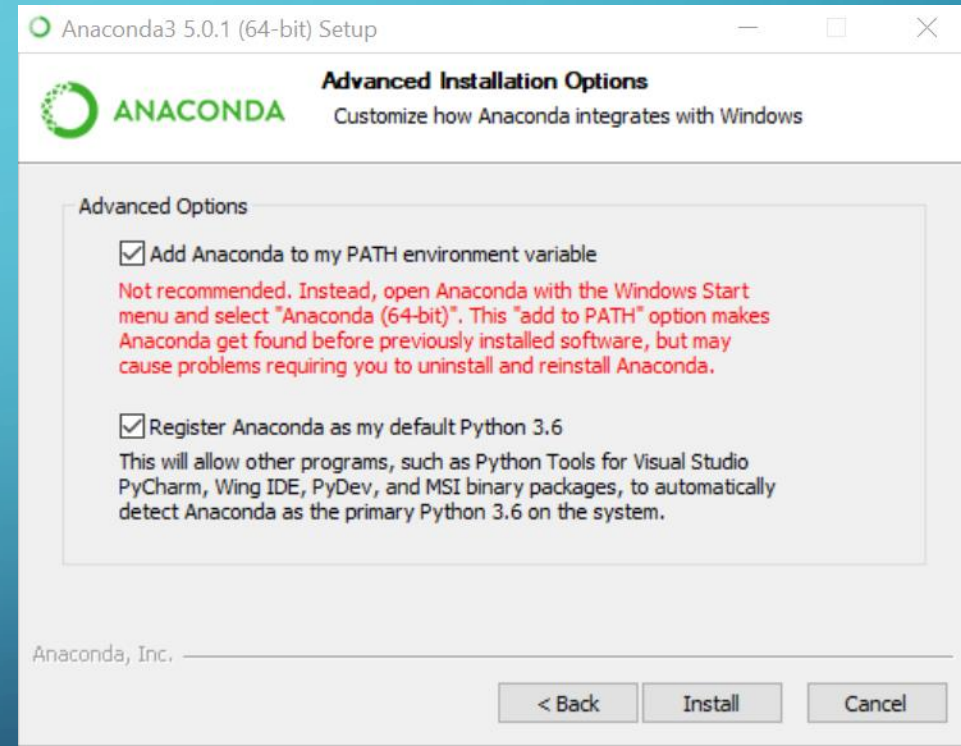 Anaconda3 5.0.1 (64-bit) Setup
ANACONDA
Advanced Installation Options
Customize how Anaconda integrates with Windows
Advanced Options
Add Anaconda to my PATH environment variable
Not recommended. Instead, open Anaconda with the Windows Start
menu and select "Anaconda (64-bit)". This "add to PATH" option makes
Anaconda get found before previously installed software, but may
cause problems requiring you to uninstall and reinstall Anaconda.
Register Anaconda as my default Python 3.6
This will allow other programs, such as Python Tools for Visual Studio
PyCharm, Wing IDE, PyDev, and MSI binary packages, to automatically
detect Anaconda as the primary Python 3.6 on the system.
Anaconda, Inc.
< Back
Install
Cancel